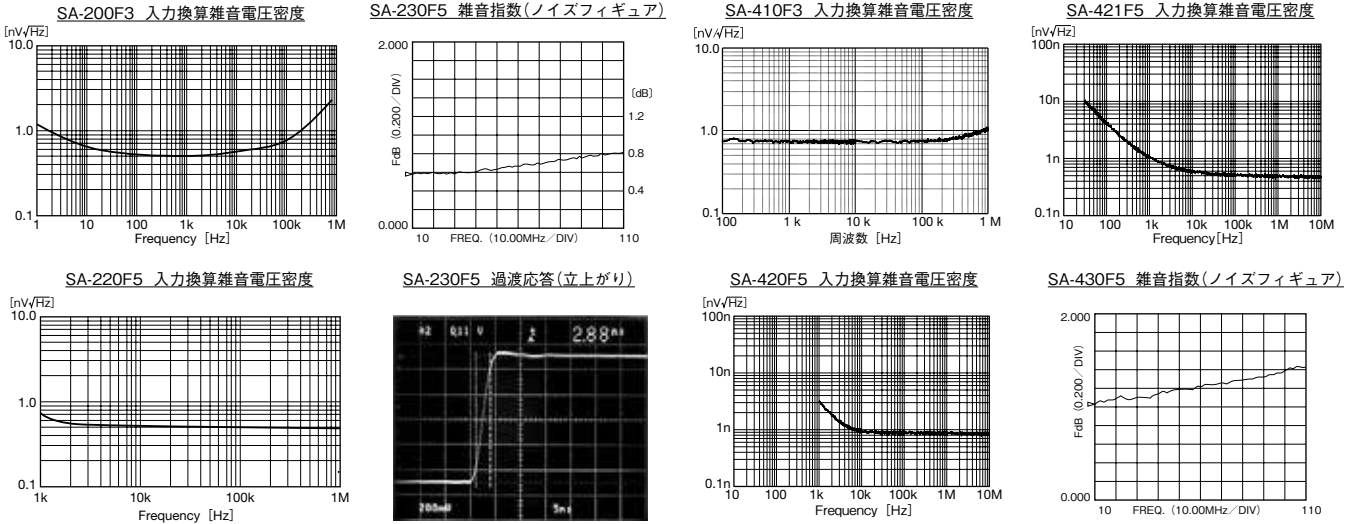 SA-200F3 入力換算雑音電圧密度
[nV√Hz]
10.0
1.0
0.1
1 10 100 1k 10k 100k 1M
Frequency [Hz]
SA-230F5 雑音指数(ノイズフィギュア)
2.000
FdB (0.200/DIV)
0.000
[dB]
1.2
0.8
0.4
10 FREQ. (10.00MHz/DIV) 110
SA-410F3 入力換算雑音電圧密度
[nV/√Hz]
10.0
1.0
0.1
100 1 k 10 k 100 k 1 M
周波数 [Hz]
SA-421F5 入力換算雑音電圧密度
[nV√Hz]
100n
10n
1n
0.1n
10 100 1k 10k 100k 1M 10M
Frequency[Hz]
SA-220F5 入力換算雑音電圧密度
[nV√Hz]
10.0
1.0
0.1
1k 10k 100k 1M
Frequency [Hz]
SA-230F5 過渡応答(立上がり)
2.88ns
200mV 5ns
SA-420F5 入力換算雑音電圧密度
[nV√Hz]
100n
10n
1n
0.1n
10 100 1k 10k 100k 1M 10M
Frequency[Hz]
SA-430F5 雑音指数(ノイズフィギュア)
2.000
FdB (0.200/DIV)
0.000
10 FREQ. (10.00MHz/DIV) 110